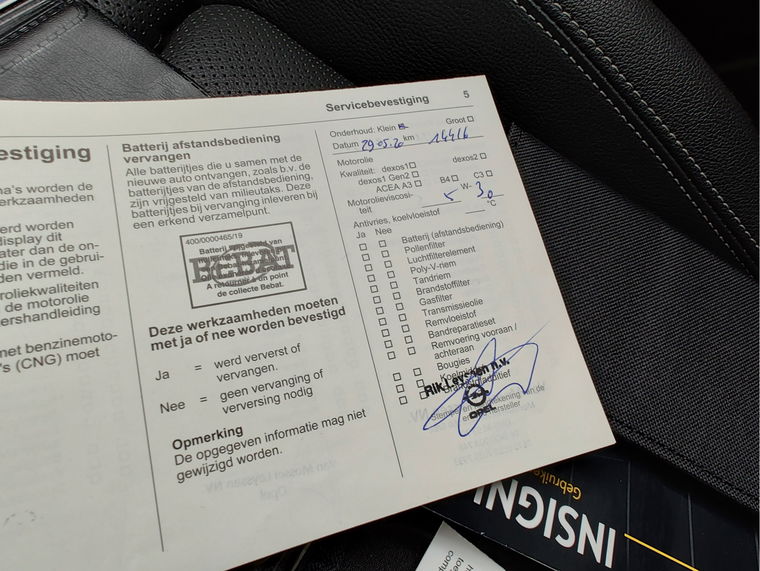 Servicebevestiging 5
estiging
na's worden de
erkzaamheden
erd worden
display dit
ater dan de on-
die in de gebrui-
den vermeld.
roliekwaliteiten
de motorolie
ershandleiding
met benzinemoto-
's (CNG) moet
Batterij afstandsbediening
vervangen
Alle batterijtjes die u samen met de
nieuwe auto ontvangen, zoals b.v. de
batterijtjes van de afstandsbediening,
zijn vrijgesteld van milieutaks. Deze
batterijtjes bij vervanging inleveren bij
een erkend verzamelpunt.
400/0000465/19
BEBAT
A retourner à un point
de collecte Bebat.
Deze werkzaamheden moeten
met ja of nee worden bevestigd
Ja = werd ververst of
vervangen.
Nee = geen vervanging of
verversing nodig
Opmerking
De opgegeven informatie mag niet
gewijzigd worden.
Onderhoud: Klein Groot
Datum 29.05.20 km 14416
Motorolie
Kwaliteit: dexos1 dexos2
dexos1 Gen2
ACEA A3 B4 C3
Motorolieviscosi-
teit 5 W- 30
Antivries, koelvloeistof °C
Ja Nee
Batterij (afstandsbediening)
Pollenfilter
Luchtfilterelement
Poly-V-riem
Tandriem
Brandstoffilter
Gasfilter
Transmissieolie
Remvloeistof
Bandreparatieset
Remvoering vooraan /
achteraan
Bougies
Rik Leyssen n.v.
OPEL
INSIGNI
Gebruike